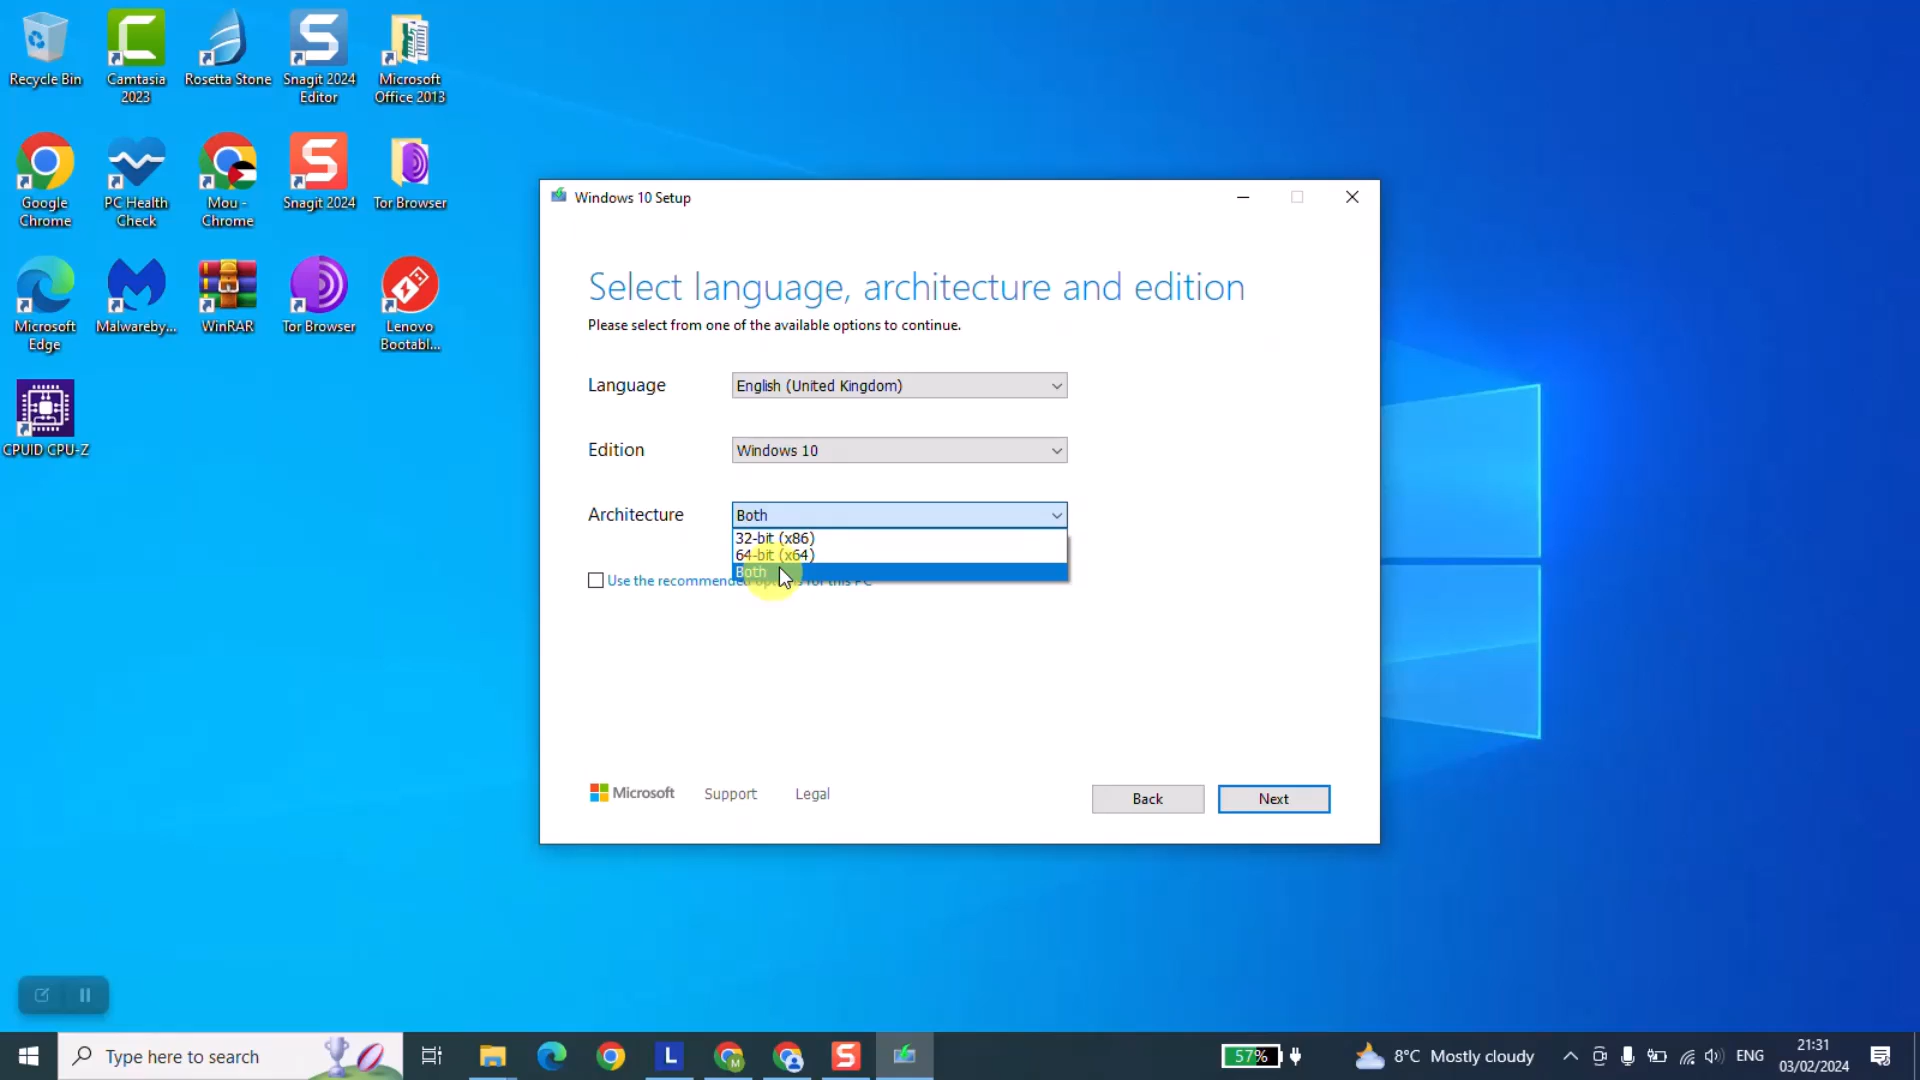 Recycle Bin
Camtasia
2023
Rosetta Stone
Snagit 2024
Editor
Microsoft
Office 2013
Google
Chrome
PC Health
Check
Mou -
Chrome
Snagit 2024
Tor Browser
Microsoft
Edge
Malwareby...
WinRAR
Tor Browser
Lenovo
Bootabl...
CPUID CPU-Z
Windows 10 Setup
Select language, architecture and edition
Please select from one of the available options to continue.
Language
English (United Kingdom)
Edition
Windows 10
Architecture
Both
32-bit (x86)
64-bit (x64)
Both
Use the recommended options for this PC
Microsoft
Support
Legal
Back
Next
Type here to search
57%
8°C Mostly cloudy
ENG
21:31
03/02/2024